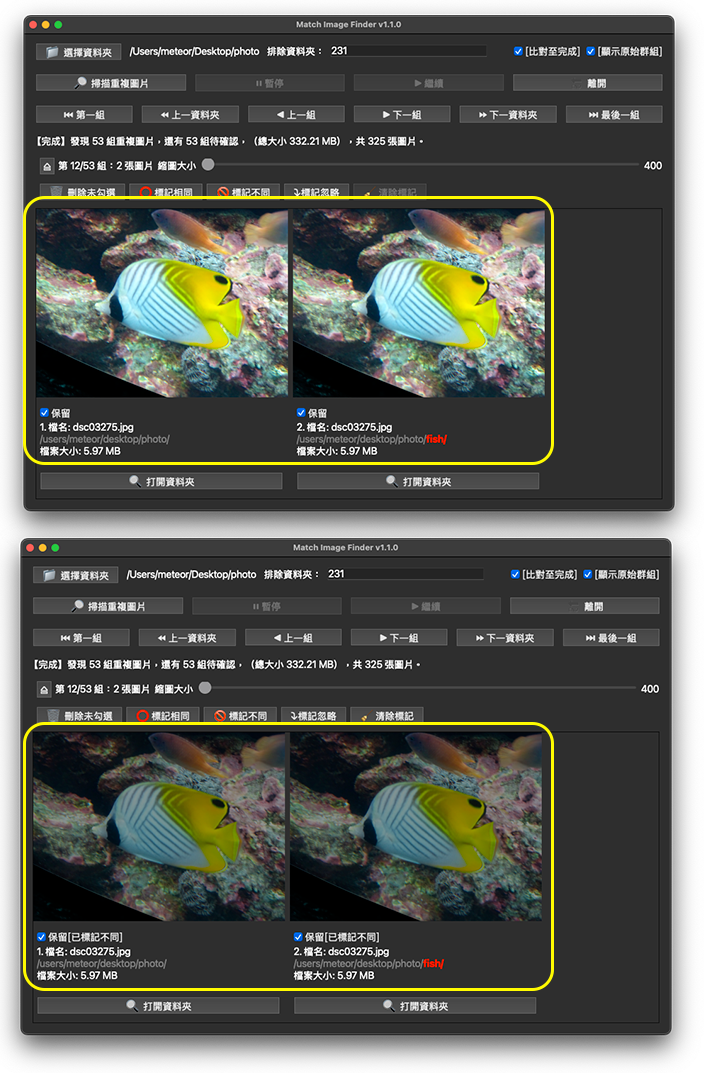 Match Image Finder v1.1.0
選擇資料夾 /Users/meteor/Desktop/photo 排除資料夾： 231 [比對至完成] [顯示原始群組]
掃描重複圖片 暫停 繼續 離開
第一組 上一資料夾 上一組 下一組 下一資料夾 最後一組
【完成】發現 53 組重複圖片，還有 53 組待確認，（總大小 332.21 MB），共 325 張圖片。
第 12/53 組：2 張圖片 縮圖大小 400
刪除未勾選 標記相同 標記不同 標記忽略 清除標記
保留 保留
1. 檔名: dsc03275.jpg 2. 檔名: dsc03275.jpg
/users/meteor/desktop/photo/ /users/meteor/desktop/photo/fish/
檔案大小: 5.97 MB 檔案大小: 5.97 MB
打開資料夾 打開資料夾
Match Image Finder v1.1.0
選擇資料夾 /Users/meteor/Desktop/photo 排除資料夾： 231 [比對至完成] [顯示原始群組]
掃描重複圖片 暫停 繼續 離開
第一組 上一資料夾 上一組 下一組 下一資料夾 最後一組
【完成】發現 53 組重複圖片，還有 53 組待確認，（總大小 332.21 MB），共 325 張圖片。
第 12/53 組：2 張圖片 縮圖大小 400
刪除未勾選 標記相同 標記不同 標記忽略 清除標記
保留[已標記不同] 保留[已標記不同]
1. 檔名: dsc03275.jpg 2. 檔名: dsc03275.jpg
/users/meteor/desktop/photo/ /users/meteor/desktop/photo/fish/
檔案大小: 5.97 MB 檔案大小: 5.97 MB
打開資料夾 打開資料夾